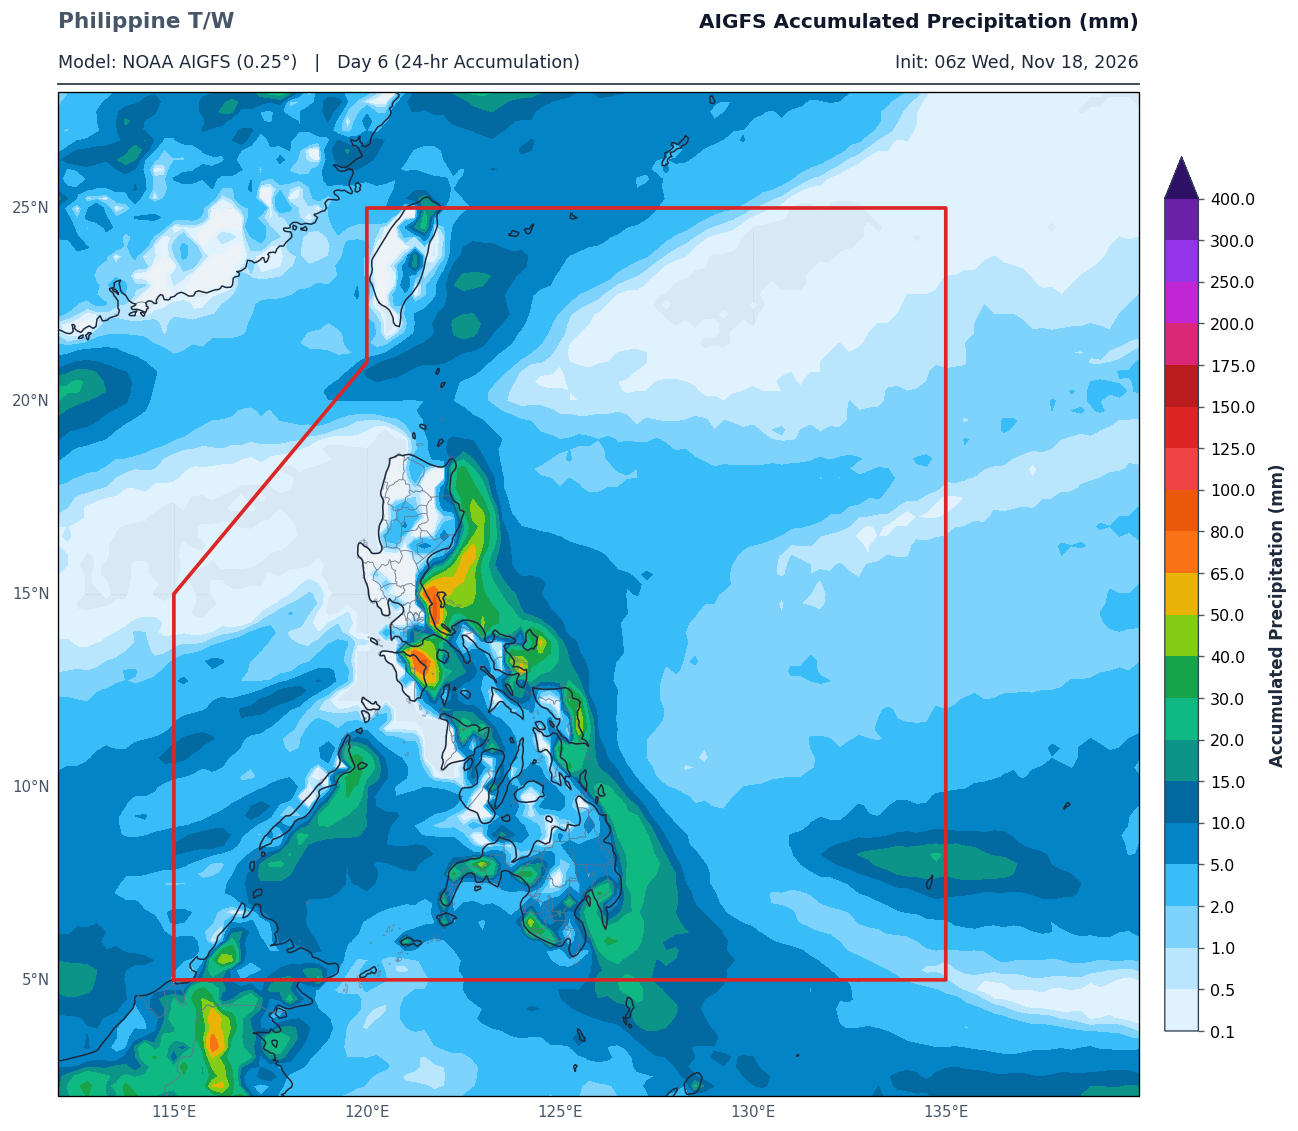 Philippine T/W
AIGFS Accumulated Precipitation (mm)
Model: NOAA AIGFS (0.25°) | Day 6 (24-hr Accumulation)
Init: 06z Wed, Nov 18, 2026
25°N
20°N
15°N
10°N
5°N
115°E
120°E
125°E
130°E
135°E
400.0
300.0
250.0
200.0
175.0
150.0
125.0
100.0
80.0
65.0
50.0
40.0
30.0
20.0
15.0
10.0
5.0
2.0
1.0
0.5
0.1
Accumulated Precipitation (mm)